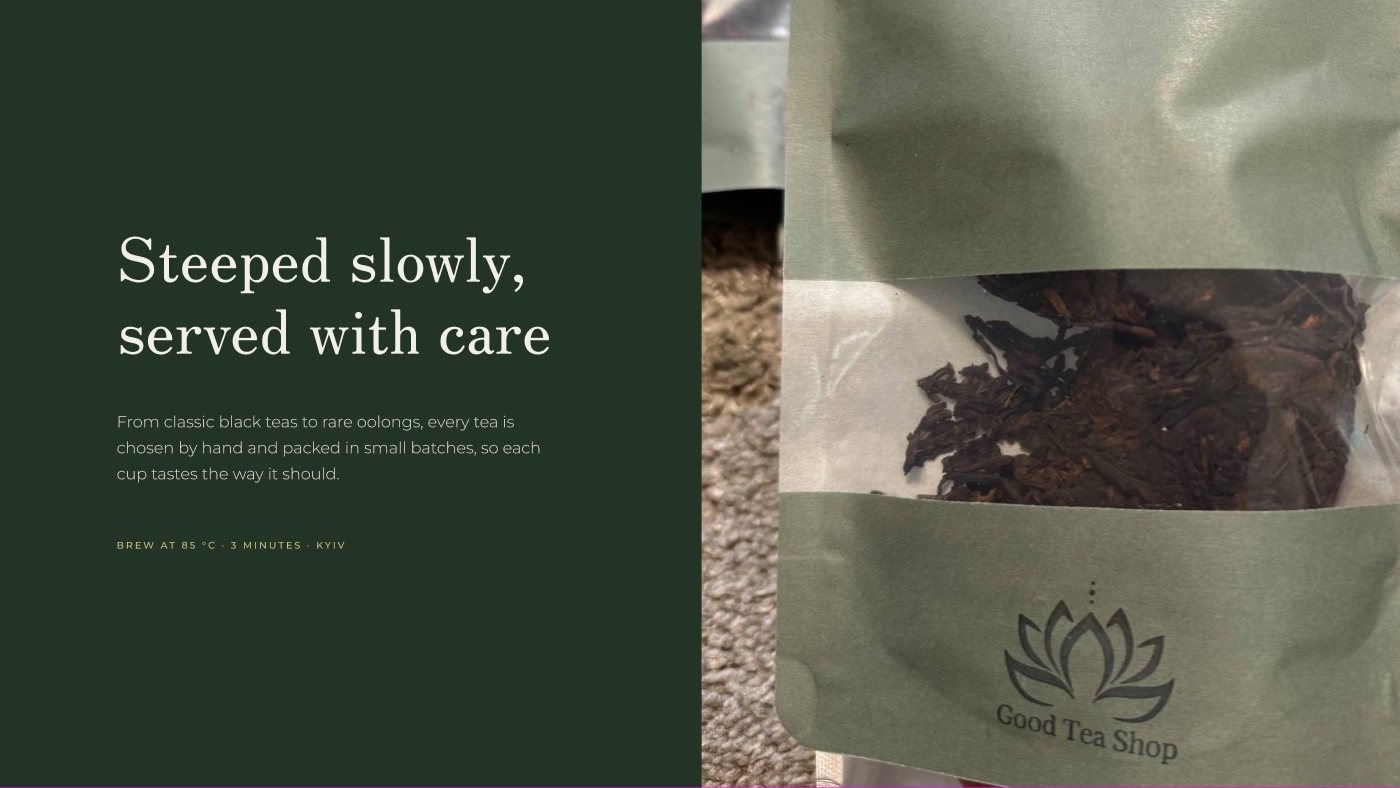 Steeped slowly,
served with care
From classic black teas to rare oolongs, every tea is
chosen by hand and packed in small batches, so each
cup tastes the way it should.
BREW AT 85 °C · 3 MINUTES · KYIV
Good Tea Shop